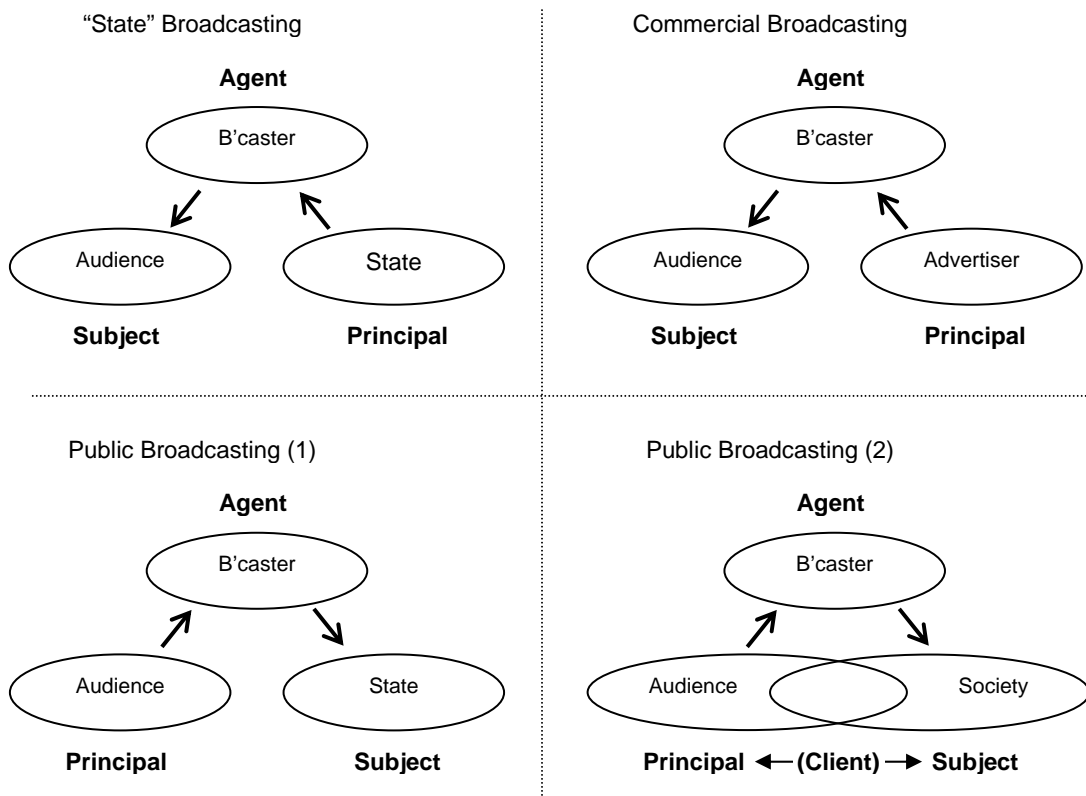 “State” Broadcasting
Agent
B’caster
Audience
State
Subject
Principal
Commercial Broadcasting
Agent
B’caster
Audience
Advertiser
Subject
Principal
Public Broadcasting (1)
Agent
B’caster
Audience
State
Principal
Subject
Public Broadcasting (2)
Agent
B’caster
Audience
Society
Principal (Client) Subject